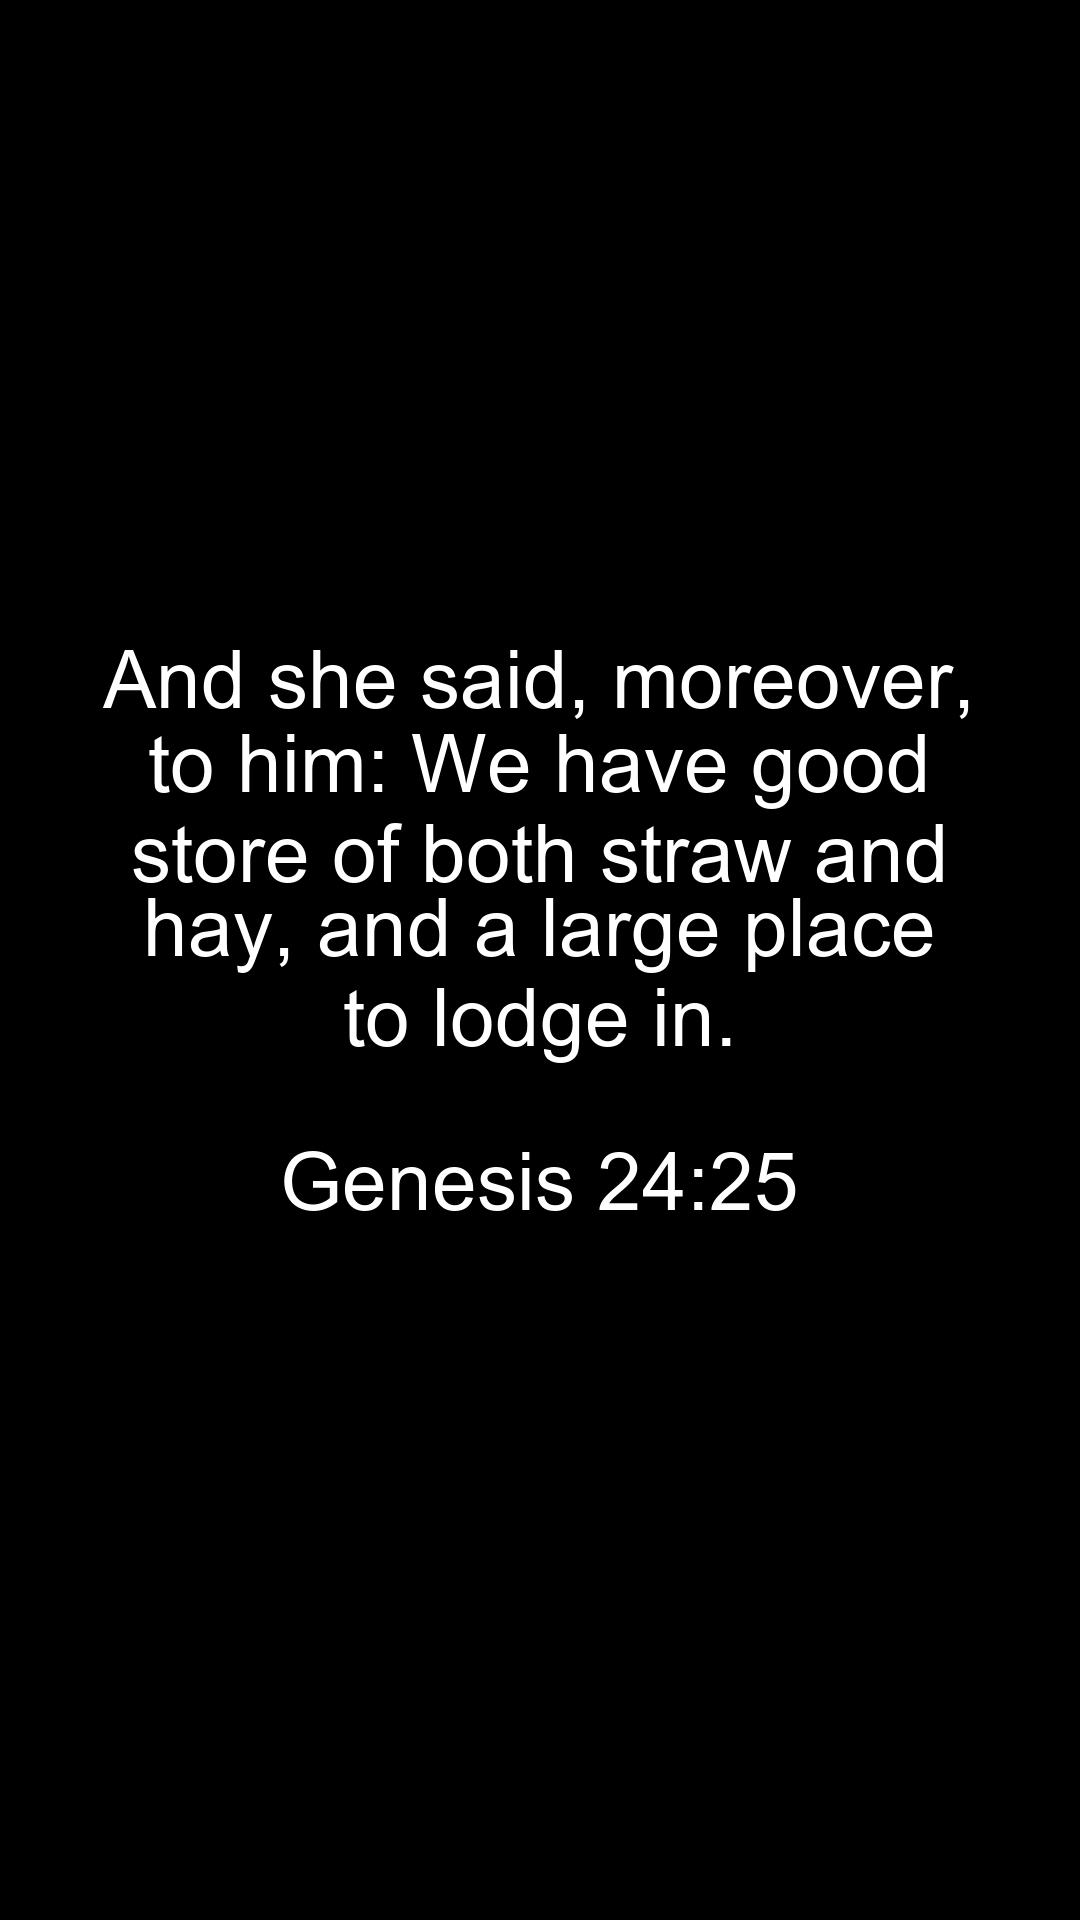 And she said, moreover,
to him: We have good
store of both straw and
hay, and a large place
to lodge in.
Genesis 24:25